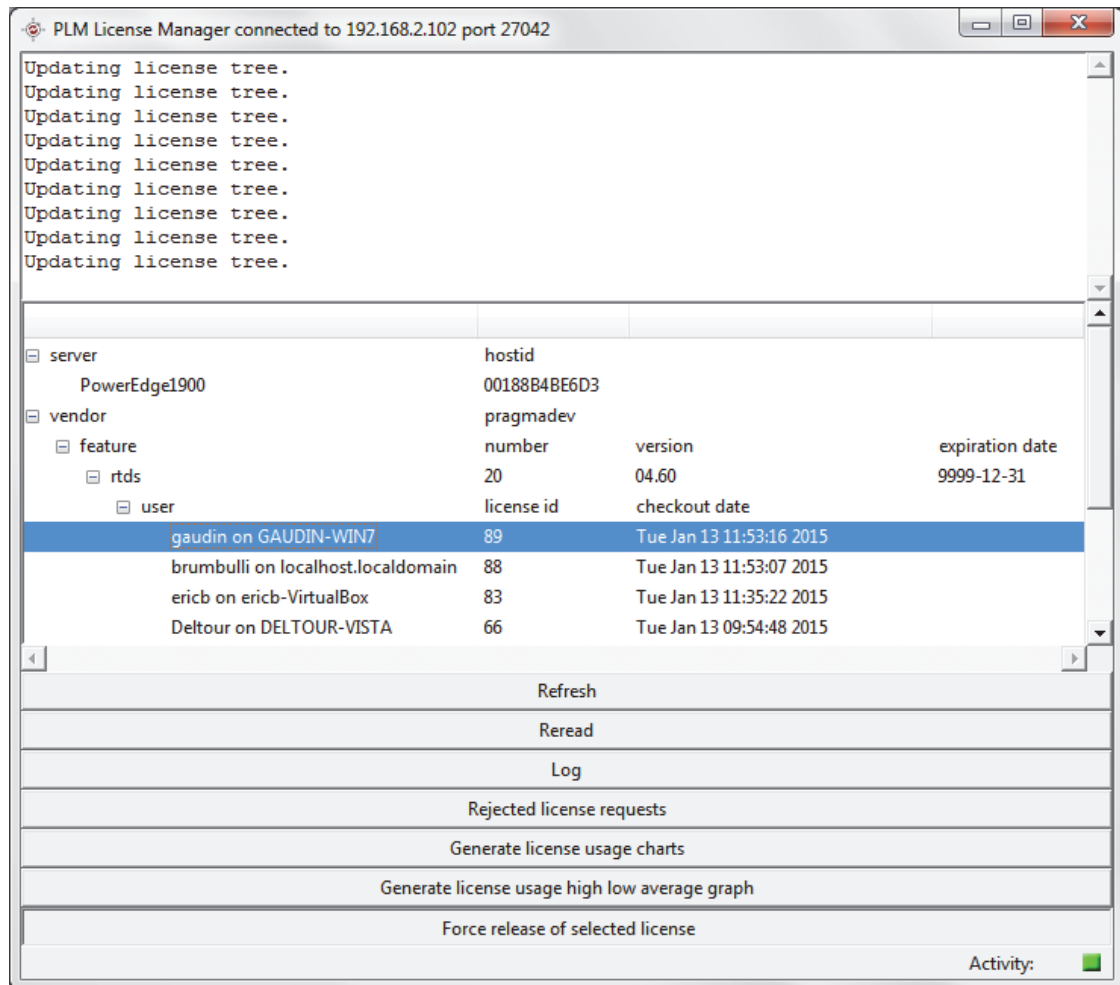 PLM License Manager connected to 192.168.2.102 port 27042
Updating license tree.
Updating license tree.
Updating license tree.
Updating license tree.
Updating license tree.
Updating license tree.
Updating license tree.
Updating license tree.
Updating license tree.
server hostid
PowerEdge1900 00188B4BE6D3
vendor pragmadev
feature number version expiration date
rtds 20 04.60 9999-12-31
user license id checkout date
gaudin on GAUDIN-WIN7 89 Tue Jan 13 11:53:16 2015
brumbulli on localhost.localdomain 88 Tue Jan 13 11:53:07 2015
ericb on ericb-VirtualBox 83 Tue Jan 13 11:35:22 2015
Deltour on DELTOUR-VISTA 66 Tue Jan 13 09:54:48 2015
Refresh
Reread
Log
Rejected license requests
Generate license usage charts
Generate license usage high low average graph
Force release of selected license
Activity: